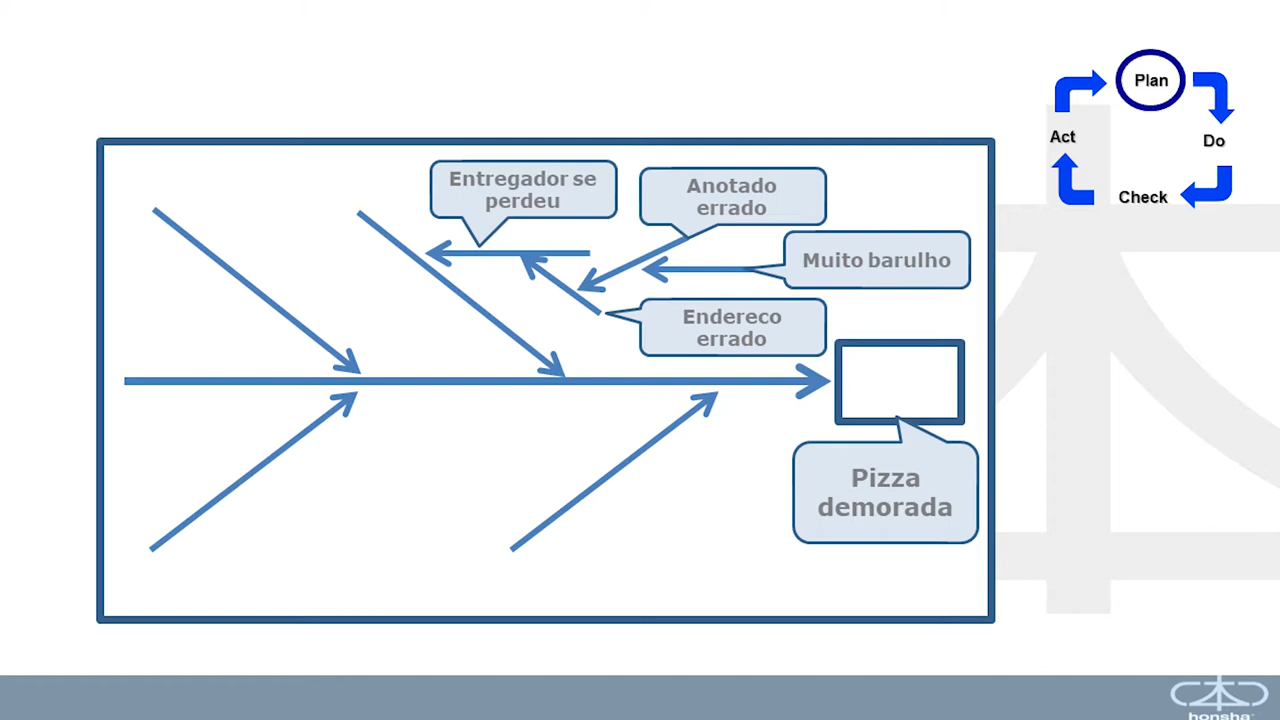 Plan
Act
Do
Check
Entregador se
perdeu
Anotado
errado
Muito barulho
Endereco
errado
Pizza
demorada
honsha